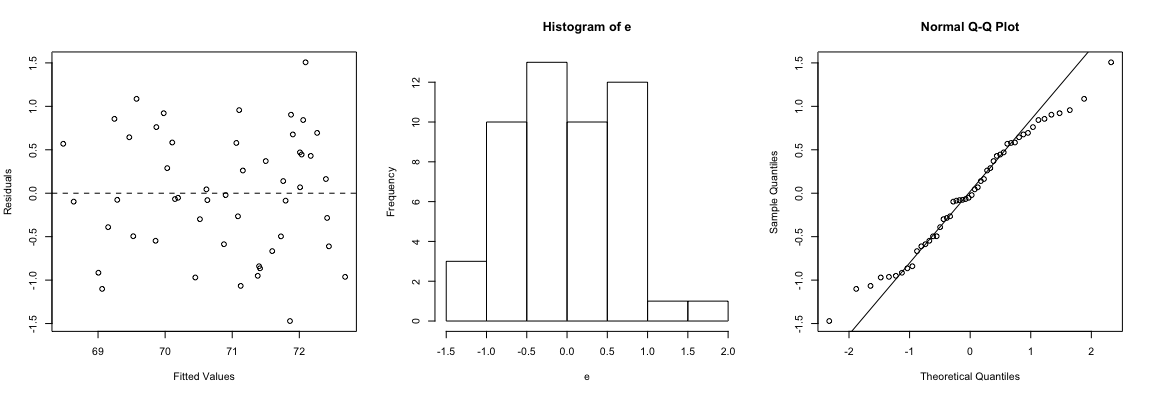 Residuals
-1.5 -1.0 -0.5 0.0 0.5 1.0 1.5
69 70 71 72
Fitted Values
Histogram of e
Frequency
0 2 4 6 8 10 12
-1.5 -1.0 -0.5 0.0 0.5 1.0 1.5 2.0
e
Normal Q-Q Plot
Sample Quantiles
-1.5 -1.0 -0.5 0.0 0.5 1.0 1.5
-2 -1 0 1 2
Theoretical Quantiles